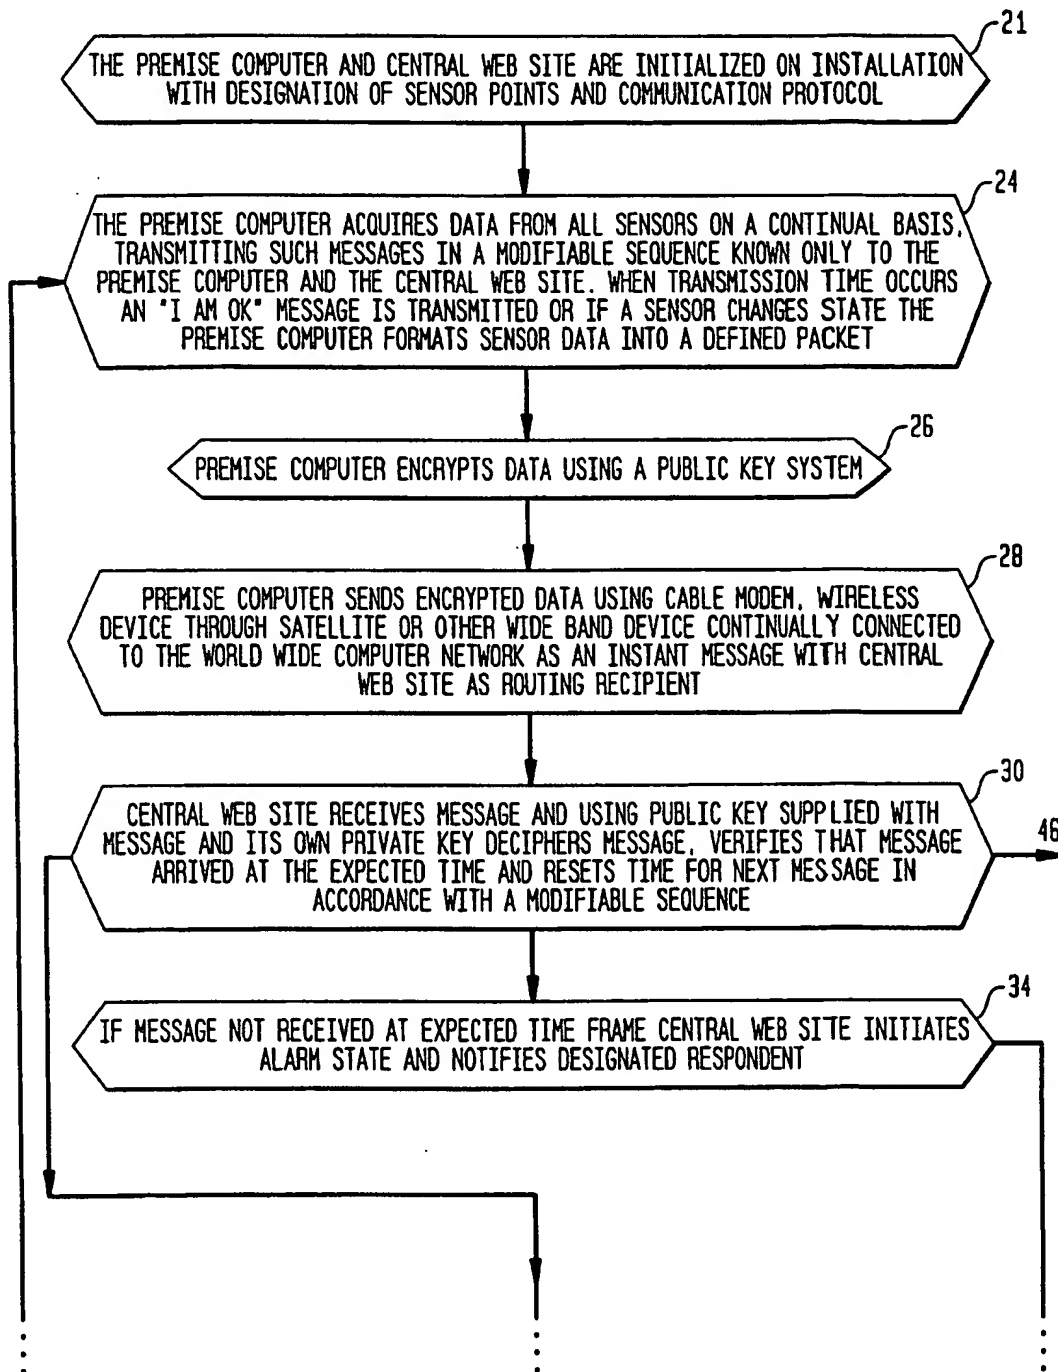 21
THE PREMISE COMPUTER AND CENTRAL WEB SITE ARE INITIALIZED ON INSTALLATION
WITH DESIGNATION OF SENSOR POINTS AND COMMUNICATION PROTOCOL
24
THE PREMISE COMPUTER ACQUIRES DATA FROM ALL SENSORS ON A CONTINUAL BASIS,
TRANSMITTING SUCH MESSAGES IN A MODIFIABLE SEQUENCE KNOWN ONLY TO THE
PREMISE COMPUTER AND THE CENTRAL WEB SITE. WHEN TRANSMISSION TIME OCCURS
AN "I AM OK" MESSAGE IS TRANSMITTED OR IF A SENSOR CHANGES STATE THE
PREMISE COMPUTER FORMATS SENSOR DATA INTO A DEFINED PACKET
26
PREMISE COMPUTER ENCRYPTS DATA USING A PUBLIC KEY SYSTEM
28
PREMISE COMPUTER SENDS ENCRYPTED DATA USING CABLE MODEM, WIRELESS
DEVICE THROUGH SATELLITE OR OTHER WIDE BAND DEVICE CONTINUALLY CONNECTED
TO THE WORLD WIDE COMPUTER NETWORK AS AN INSTANT MESSAGE WITH CENTRAL
WEB SITE AS ROUTING RECIPIENT
30
CENTRAL WEB SITE RECEIVES MESSAGE AND USING PUBLIC KEY SUPPLIED WITH
MESSAGE AND ITS OWN PRIVATE KEY DECIPHERS MESSAGE, VERIFIES THAT MESSAGE
ARRIVED AT THE EXPECTED TIME AND RESETS TIME FOR NEXT MESSAGE IN
ACCORDANCE WITH A MODIFIABLE SEQUENCE
46
34
IF MESSAGE NOT RECEIVED AT EXPECTED TIME FRAME CENTRAL WEB SITE INITIATES
ALARM STATE AND NOTIFIES DESIGNATED RESPONDENT